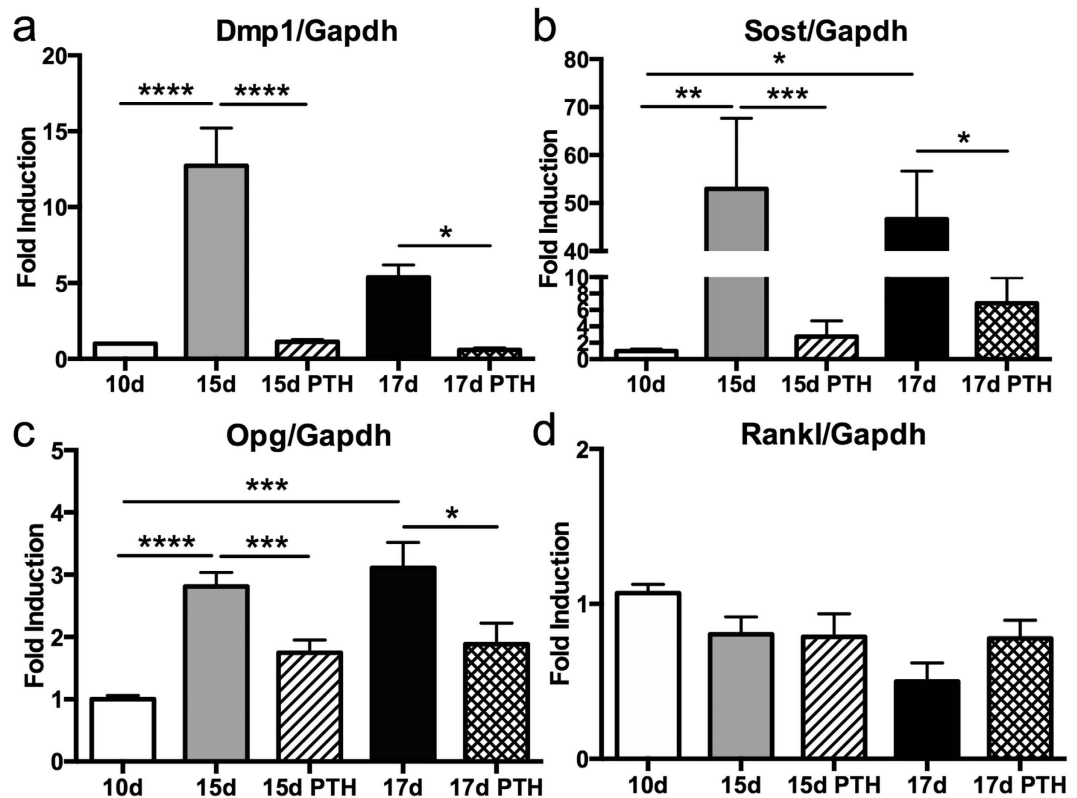 a
Dmp1/Gapdh
Fold Induction
20
15
10
5
0
**** ****
*
10d 15d 15d PTH 17d 17d PTH
b
Sost/Gapdh
Fold Induction
80
70
60
50
40
10
8
6
4
2
0
*
** ***
*
10d 15d 15d PTH 17d 17d PTH
c
Opg/Gapdh
Fold Induction
5
4
3
2
1
0
***
*
**** ***
10d 15d 15d PTH 17d 17d PTH
d
Rankl/Gapdh
Fold Induction
2
1
0
10d 15d 15d PTH 17d 17d PTH